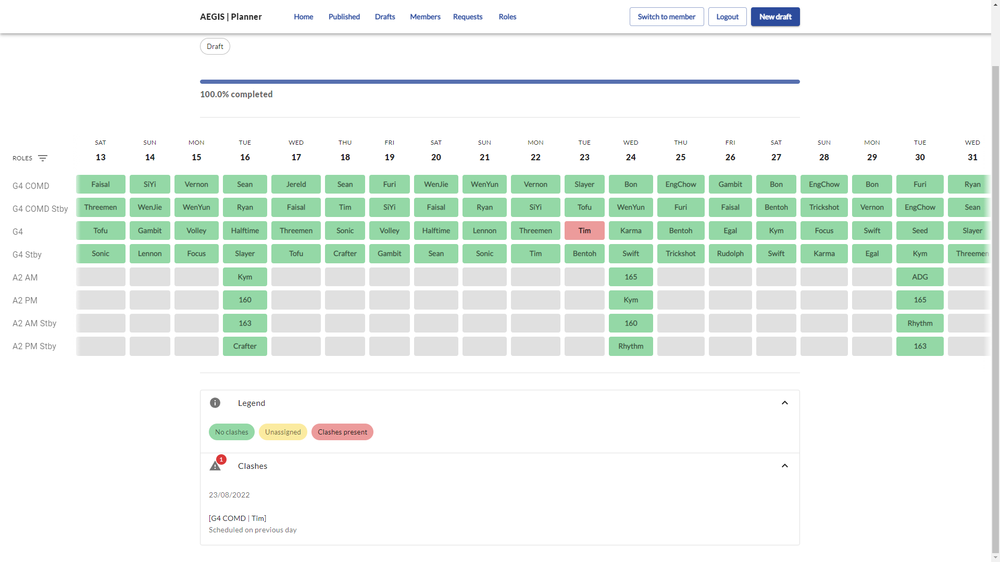 AEGIS | Planner Home Published Drafts Members Requests Roles Switch to member Logout New draft
Draft
100.0% completed
SAT SUN MON TUE WED THU FRI SAT SUN MON TUE WED THU FRI SAT SUN MON TUE WED
ROLES 13 14 15 16 17 18 19 20 21 22 23 24 25 26 27 28 29 30 31
G4 COMD Faisal SiYi Vernon Sean Jereld Sean Furi WenJie WenYun Vernon Slayer Bon EngChow Gambit Bon EngChow Bon Furi Ryan
G4 COMD Stby Threemen WenJie WenYun Ryan Faisal Tim SiYi Faisal Ryan SiYi Tofu WenYun Furi Faisal Bentoh Trickshot Vernon EngChow Sean
G4 Tofu Gambit Volley Halftime Threemen Sonic Volley Halftime Lennon Threemen Tim Karma Bentoh Egal Kym Focus Swift Seed Slayer
G4 Stby Sonic Lennon Focus Slayer Tofu Crafter Gambit Sean Sonic Tim Bentoh Swift Trickshot Rudolph Swift Karma Egal Kym Threemen
A2 AM Kym 165 ADG
A2 PM 160 Kym 165
A2 AM Stby 163 160 Rhythm
A2 PM Stby Crafter Rhythm 163
Legend
No clashes Unassigned Clashes present
1
Clashes
23/08/2022
[G4 COMD | Tim]
Scheduled on previous day